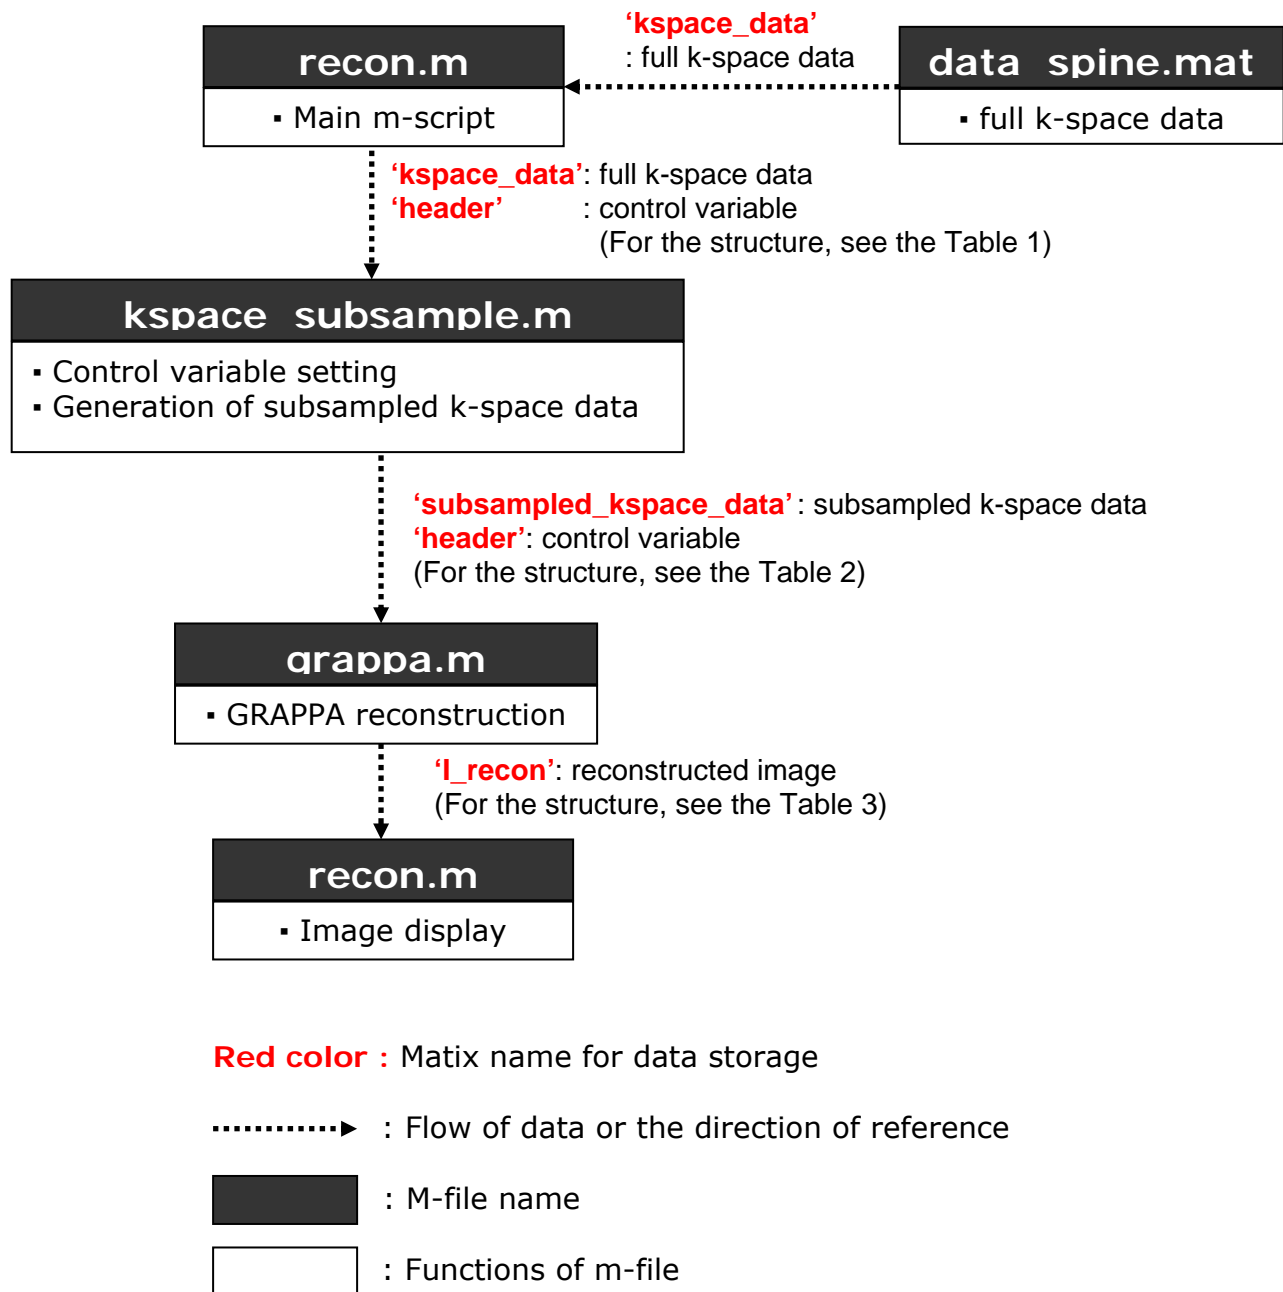 ‘kspace_data’
: full k-space data
recon.m
▪ Main m-script
data_spine.mat
▪ full k-space data
‘kspace_data’: full k-space data
‘header’ : control variable
(For the structure, see the Table 1)
kspace_subsample.m
▪ Control variable setting
▪ Generation of subsampled k-space data
‘subsampled_kspace_data’ : subsampled k-space data
‘header’: control variable
(For the structure, see the Table 2)
grappa.m
▪ GRAPPA reconstruction
‘I_recon’: reconstructed image
(For the structure, see the Table 3)
recon.m
▪ Image display
Red color : Matix name for data storage
: Flow of data or the direction of reference
: M-file name
: Functions of m-file